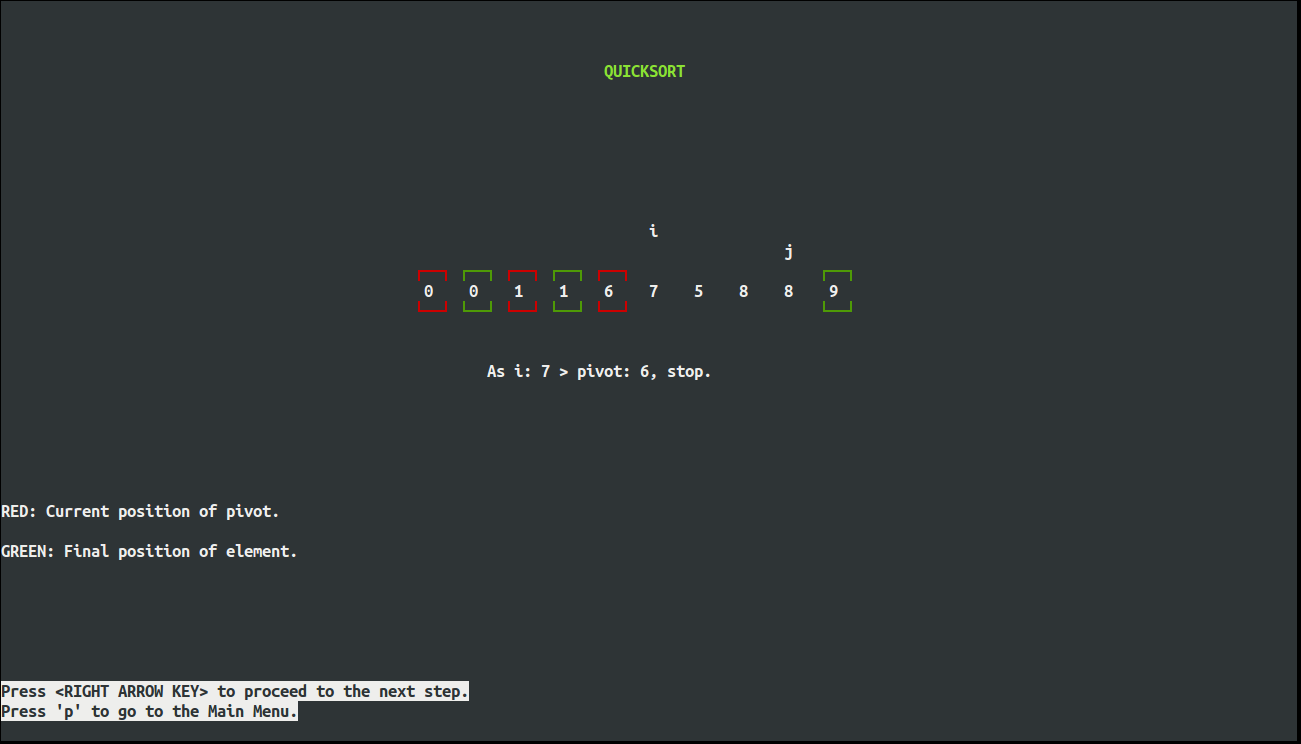 QUICKSORT
i
j
0 0 1 1 6 7 5 8 8 9
As i: 7 > pivot: 6, stop.
RED: Current position of pivot.
GREEN: Final position of element.
Press <RIGHT ARROW KEY> to proceed to the next step.
Press 'p' to go to the Main Menu.